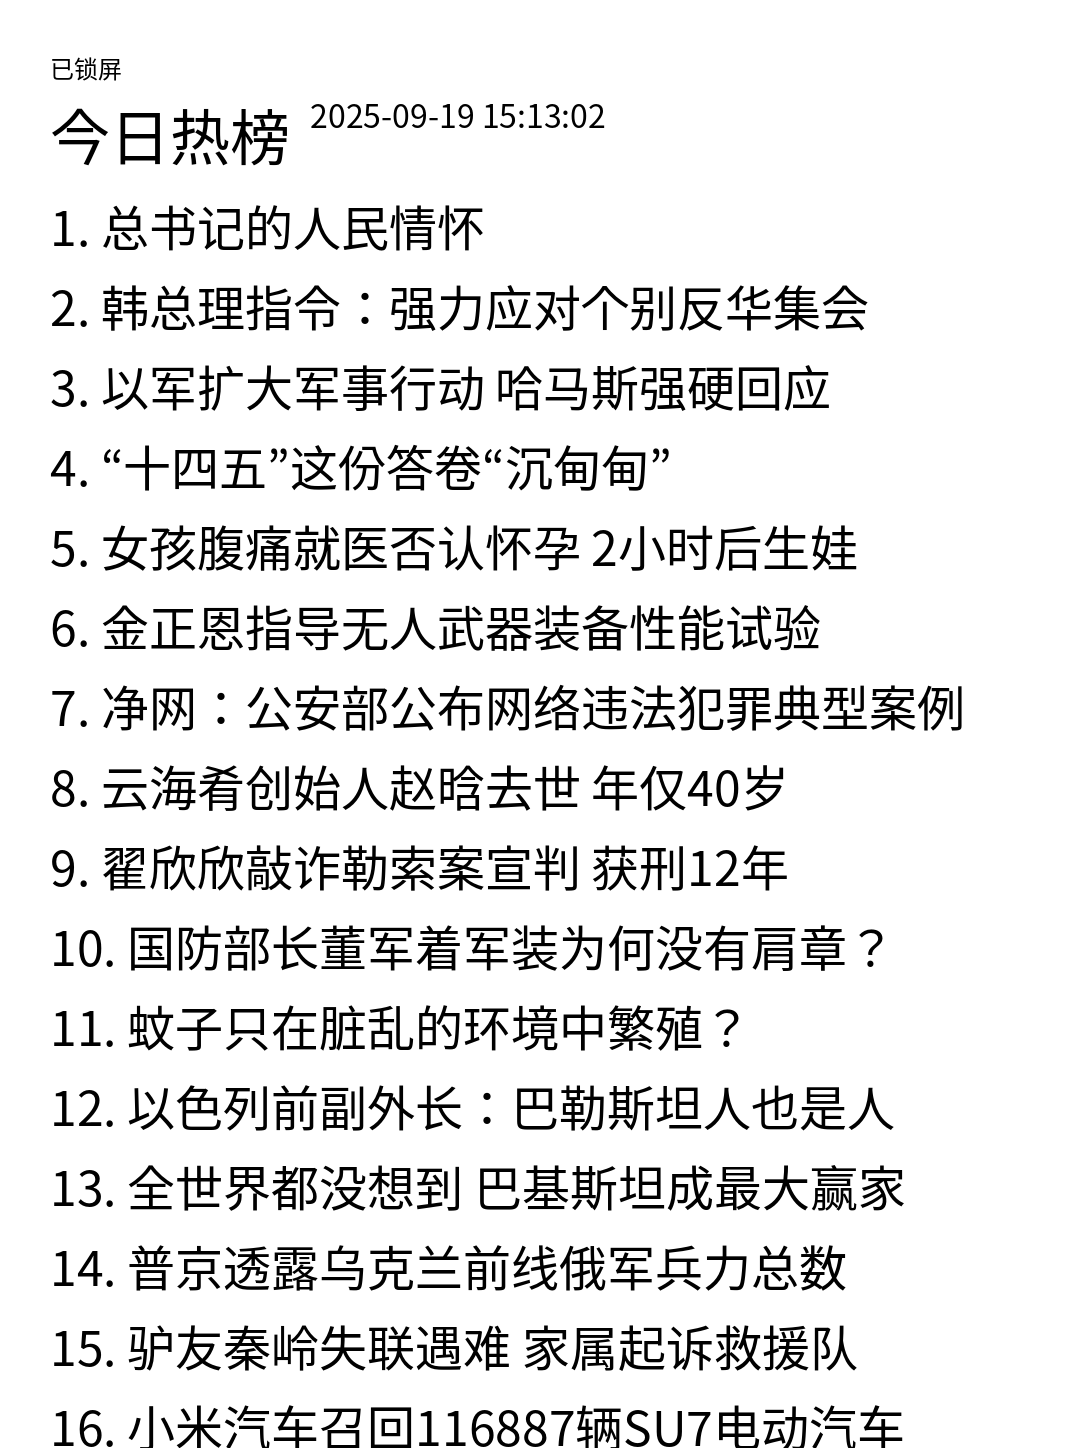 已锁屏
今日热榜 2025-09-19 15:13:02
1. 总书记的人民情怀
2. 韩总理指令：强力应对个别反华集会
3. 以军扩大军事行动 哈马斯强硬回应
4. “十四五”这份答卷“沉甸甸”
5. 女孩腹痛就医否认怀孕 2小时后生娃
6. 金正恩指导无人武器装备性能试验
7. 净网：公安部公布网络违法犯罪典型案例
8. 云海肴创始人赵晗去世 年仅40岁
9. 翟欣欣敲诈勒索案宣判 获刑12年
10. 国防部长董军着军装为何没有肩章？
11. 蚊子只在脏乱的环境中繁殖？
12. 以色列前副外长：巴勒斯坦人也是人
13. 全世界都没想到 巴基斯坦成最大赢家
14. 普京透露乌克兰前线俄军兵力总数
15. 驴友秦岭失联遇难 家属起诉救援队
16. 小米汽车召回116887辆SU7电动汽车